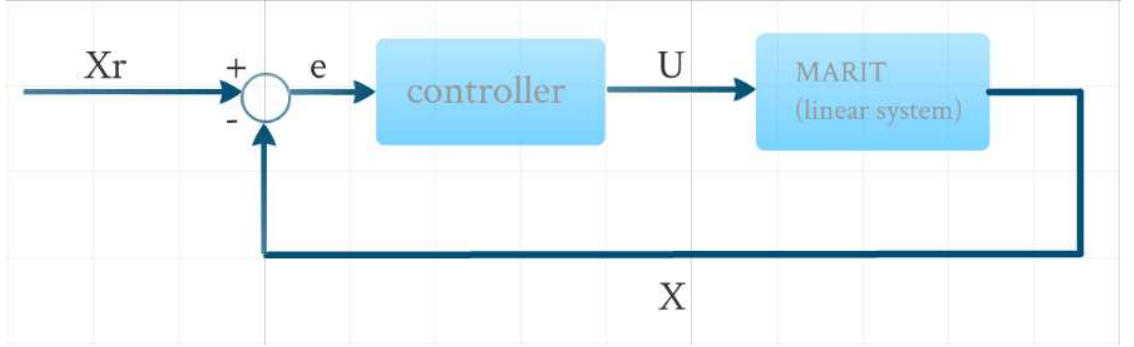 Xr
+
e
controller
U
MARIT
(linear system)
-
X